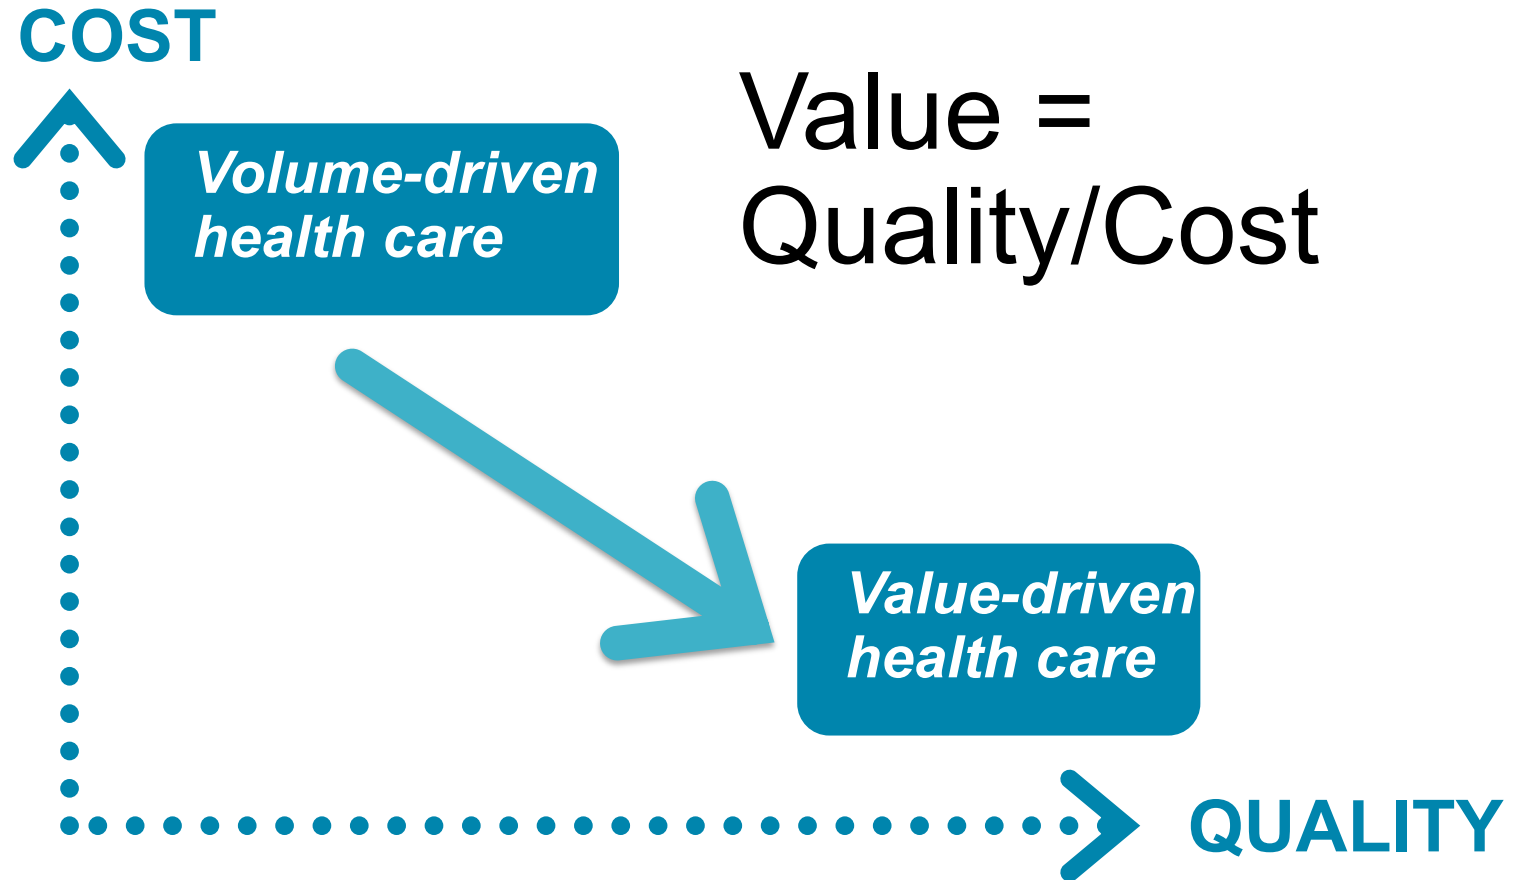 COST
Volume-driven
health care
Value =
Quality/Cost
Value-driven
health care
QUALITY